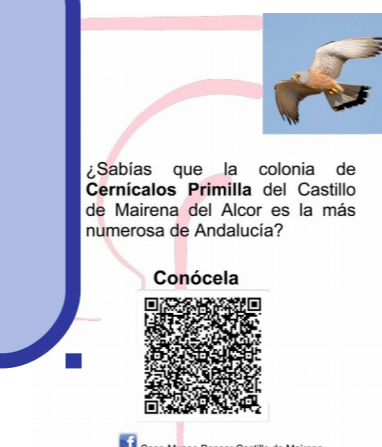 ¿Sabías que la colonia de
Cernícalos Primilla del Castillo
de Mairena del Alcor es la más
numerosa de Andalucía?
Conócela